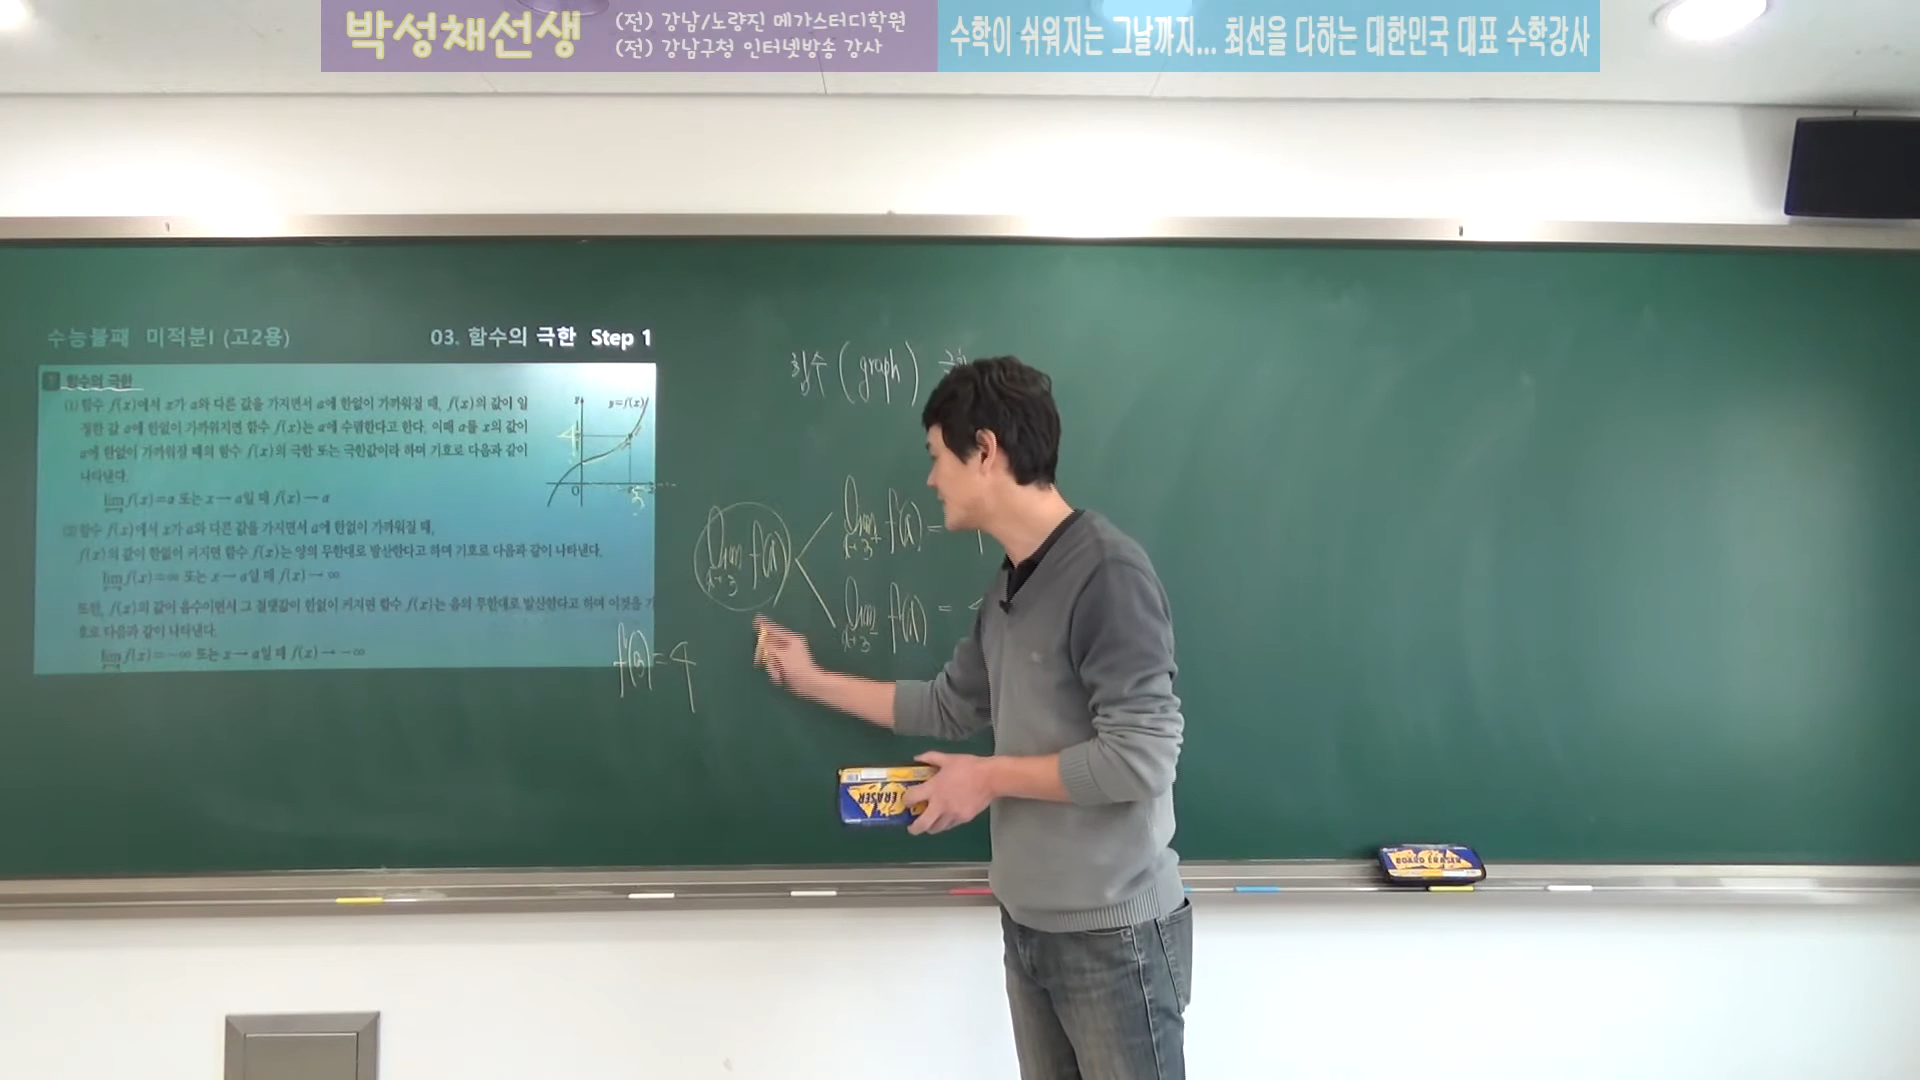 박성채선생
(전) 강남/노량진 메가스터디학원
(전) 강남구청 인터넷방송 강사
수학이 쉬워지는 그날까지... 최선을 다하는 대한민국 대표 수학강사
수능불패 미적분I (고2용)
03. 함수의 극한 Step 1
1 함수의 극한
(1) 함수 f(x)에서 x가 a와 다른 값을 가지면서 a에 한없이 가까워질 때, f(x)의 값이 일
정한 값 α에 한없이 가까워지면 함수 f(x)는 α에 수렴한다고 한다. 이때 α를 x의 값이
a에 한없이 가까워질 때의 함수 f(x)의 극한 또는 극한값이라 하며 기호로 다음과 같이
나타낸다.
lim f(x)=α 또는 x→a일 때 f(x)→α
(2) 함수 f(x)에서 x가 a와 다른 값을 가지면서 a에 한없이 가까워질 때,
f(x)의 값이 한없이 커지면 함수 f(x)는 양의 무한대로 발산한다고 하며 기호로 다음과 같이 나타낸다.
lim f(x)=∞ 또는 x→a일 때 f(x)→∞
또한, f(x)의 값이 음수이면서 그 절댓값이 한없이 커지면 함수 f(x)는 음의 무한대로 발산한다고 하며 이것을 기
호로 다음과 같이 나타낸다.
lim f(x)=-∞ 또는 x→a일 때 f(x)→-∞
y
y=f(x)
4
O
3
함수 (graph)
lim x→3 f(x)
lim x→3+ f(x) =
lim x→3- f(x) =
f(3)=4
ERASER
BOARD ERASER